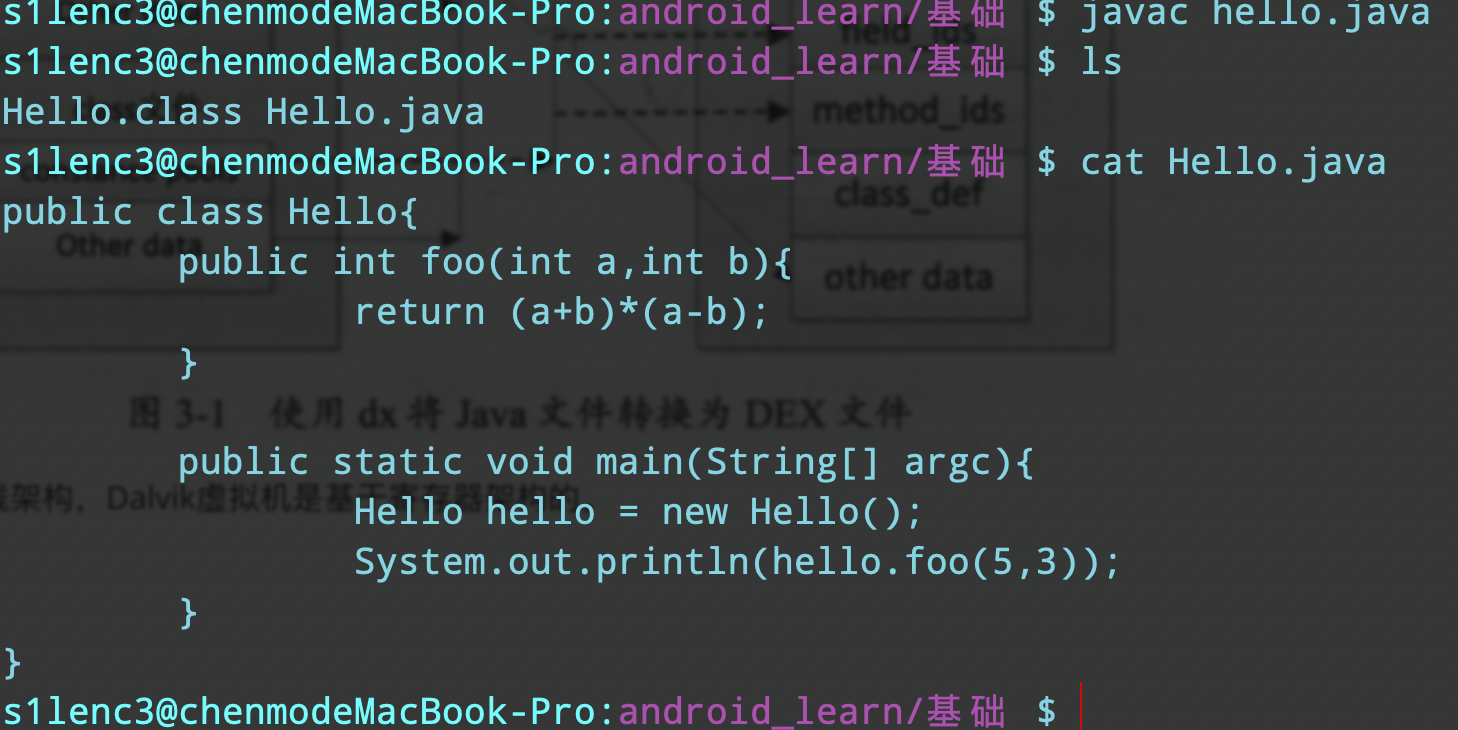 s1lenc3@chenmodeMacBook-Pro:android_learn/基础 $ javac hello.java
field_ids
s1lenc3@chenmodeMacBook-Pro:android_learn/基础 $ ls
Hello.class Hello.java
method_ids
s1lenc3@chenmodeMacBook-Pro:android_learn/基础 $ cat Hello.java
class_def
public class Hello{
Other data
        public int foo(int a,int b){
other data
                return (a+b)*(a-b);
        }
图 3-1 使用 dx 将 Java 文件转换为 DEX 文件
        public static void main(String[] argc){
架构，Dalvik虚拟机是基于寄存器架构的
                Hello hello = new Hello();
                System.out.println(hello.foo(5,3));
        }
}
s1lenc3@chenmodeMacBook-Pro:android_learn/基础 $